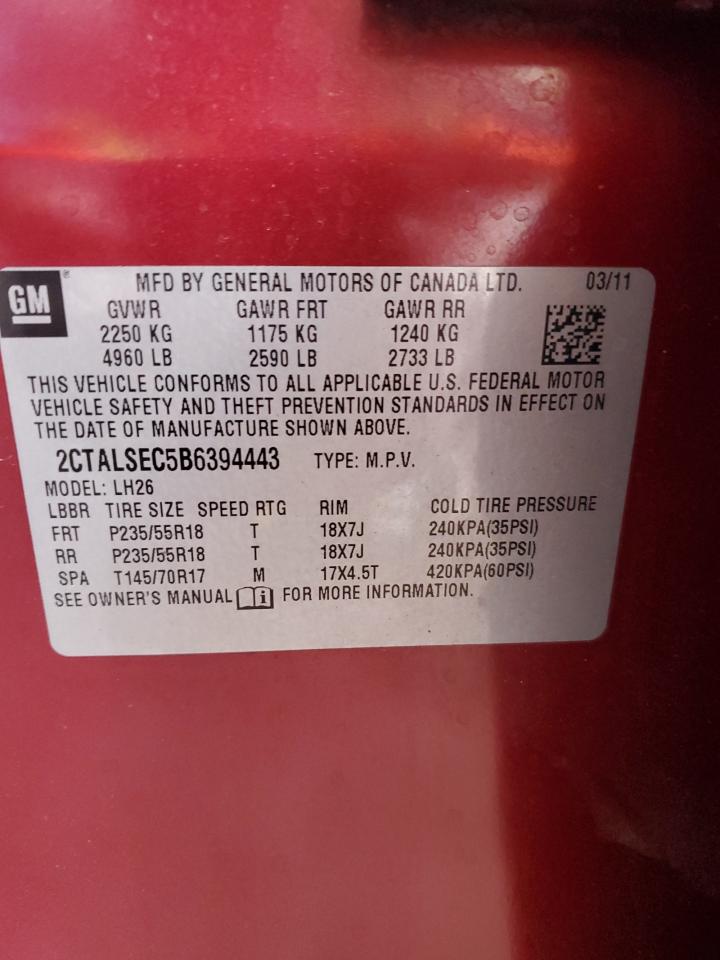 GM
MFD BY GENERAL MOTORS OF CANADA LTD. 03/11
GVWR GAWR FRT GAWR RR
2250 KG 1175 KG 1240 KG
4960 LB 2590 LB 2733 LB
THIS VEHICLE CONFORMS TO ALL APPLICABLE U.S. FEDERAL MOTOR
VEHICLE SAFETY AND THEFT PREVENTION STANDARDS IN EFFECT ON
THE DATE OF MANUFACTURE SHOWN ABOVE.
2CTALSEC5B6394443 TYPE: M.P.V.
MODEL: LH26
LBBR TIRE SIZE SPEED RTG RIM COLD TIRE PRESSURE
FRT P235/55R18 T 18X7J 240KPA(35PSI)
RR P235/55R18 T 18X7J 240KPA(35PSI)
SPA T145/70R17 M 17X4.5T 420KPA(60PSI)
SEE OWNER'S MANUAL i FOR MORE INFORMATION.